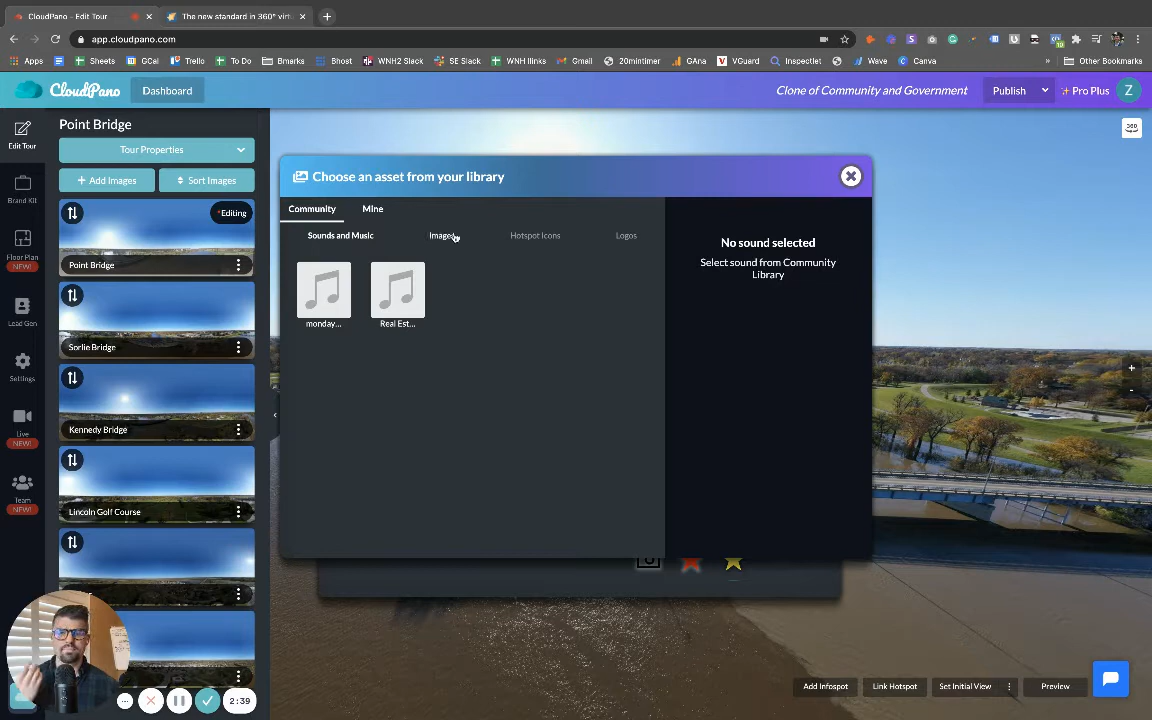 CloudPano - Edit Tour
The new standard in 360° virtu
app.cloudpano.com
Apps
Sheets
GCal
Trello
To Do
Bmarks
Bhost
WNH2 Slack
SE Slack
WNH llinks
Gmail
20mintimer
GAna
VGuard
Inspectlet
Wave
Canva
»
Other Bookmarks
CloudPano
Dashboard
Clone of Community and Government
Publish
Pro Plus
Z
Edit Tour
Brand Kit
Floor Plan
NEW!
Lead Gen
Settings
Live
NEW!
Team
NEW!
Point Bridge
Tour Properties
+ Add Images
Sort Images
*Editing
Point Bridge
Sorlie Bridge
Kennedy Bridge
Lincoln Golf Course
360
Choose an asset from your library
Community
Mine
Sounds and Music
Images
Hotspot Icons
Logos
monday...
Real Est...
No sound selected
Select sound from Community
Library
+
-
2:39
Add Infospot
Link Hotspot
Set Initial View
Preview